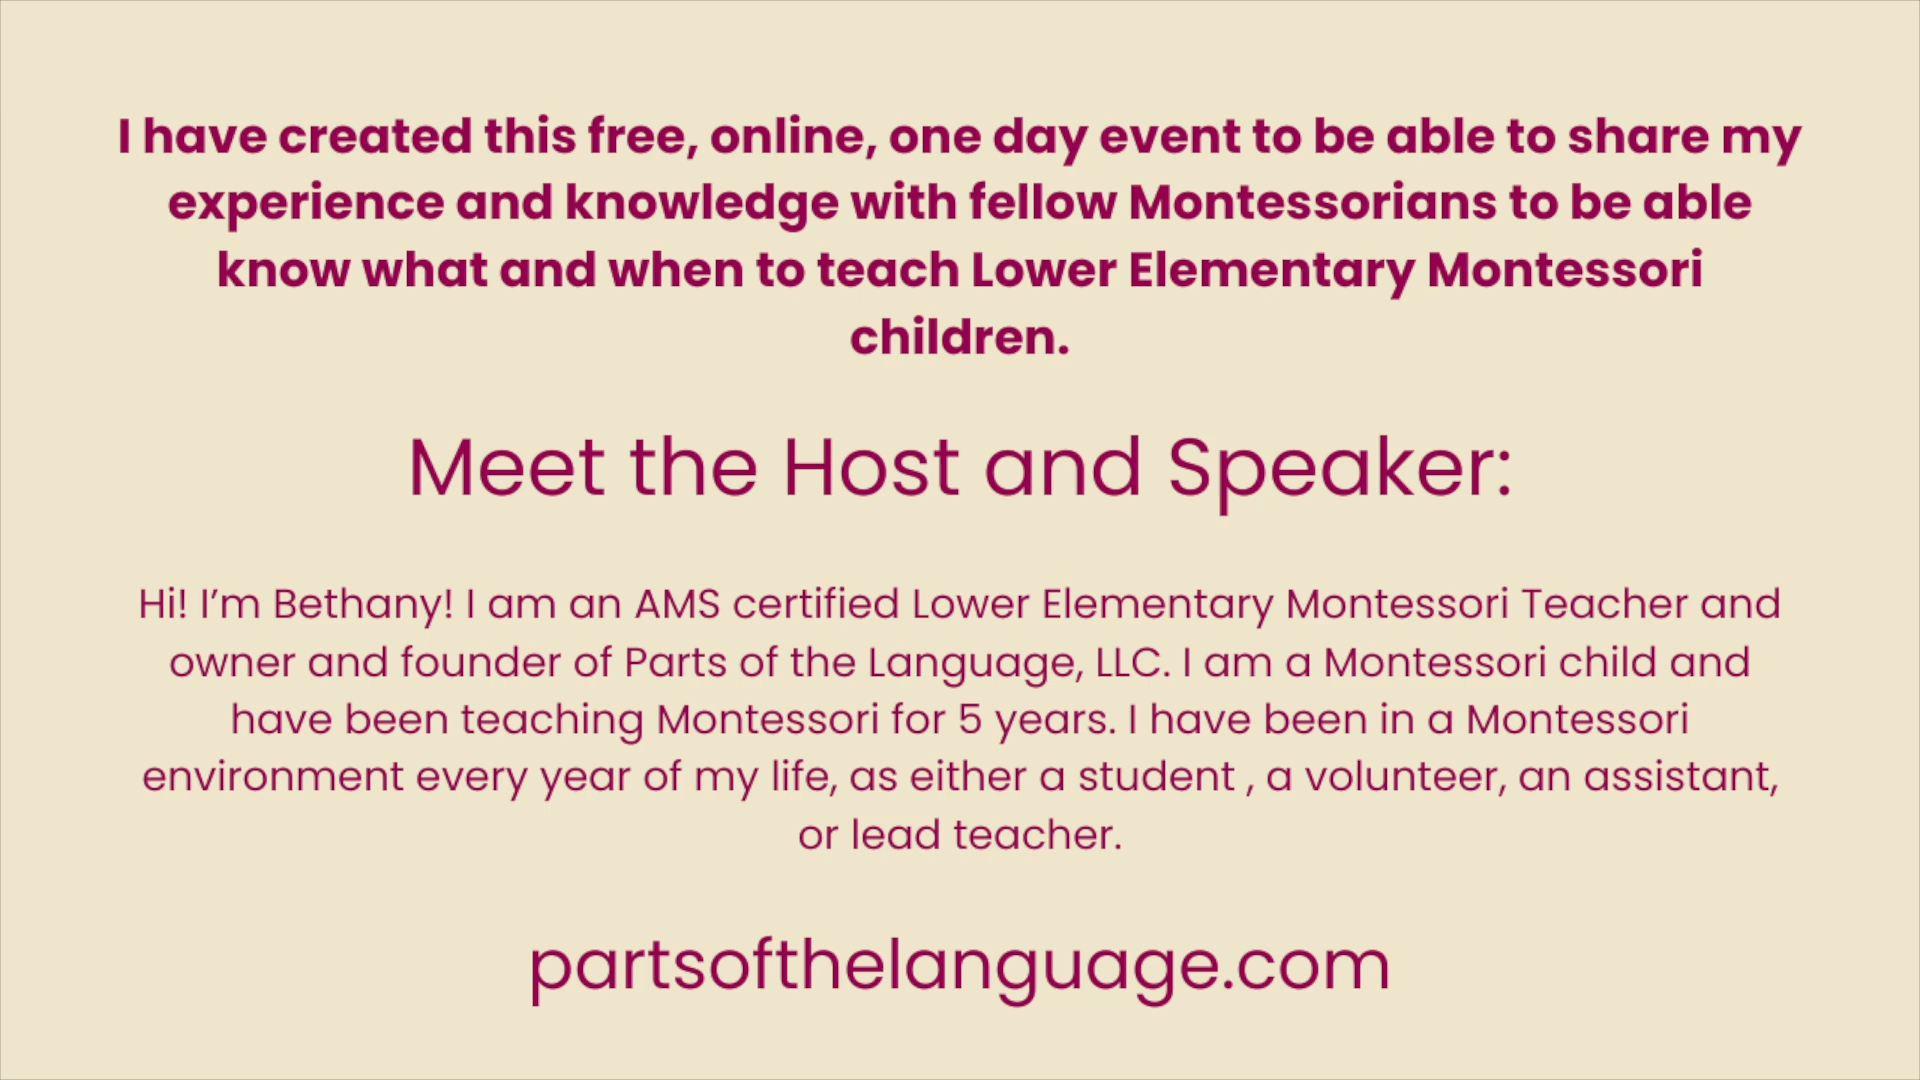 I have created this free, online, one day event to be able to share my
experience and knowledge with fellow Montessorians to be able
know what and when to teach Lower Elementary Montessori
children.
Meet the Host and Speaker:
Hi! I’m Bethany! I am an AMS certified Lower Elementary Montessori Teacher and
owner and founder of Parts of the Language, LLC. I am a Montessori child and
have been teaching Montessori for 5 years. I have been in a Montessori
environment every year of my life, as either a student , a volunteer, an assistant,
or lead teacher.
partsofthelanguage.com